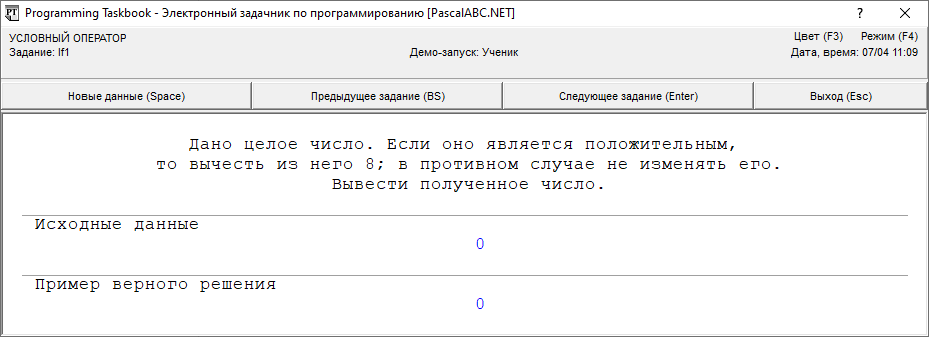 Programming Taskbook - Электронный задачник по программированию [PascalABC.NET]
УСЛОВНЫЙ ОПЕРАТОР
Цвет (F3) Режим (F4)
Задание: If1
Демо-запуск: Ученик
Дата, время: 07/04 11:09
Новые данные (Space)
Предыдущее задание (BS)
Следующее задание (Enter)
Выход (Esc)
Дано целое число. Если оно является положительным,
то вычесть из него 8; в противном случае не изменять его.
Вывести полученное число.
Исходные данные
0
Пример верного решения
0